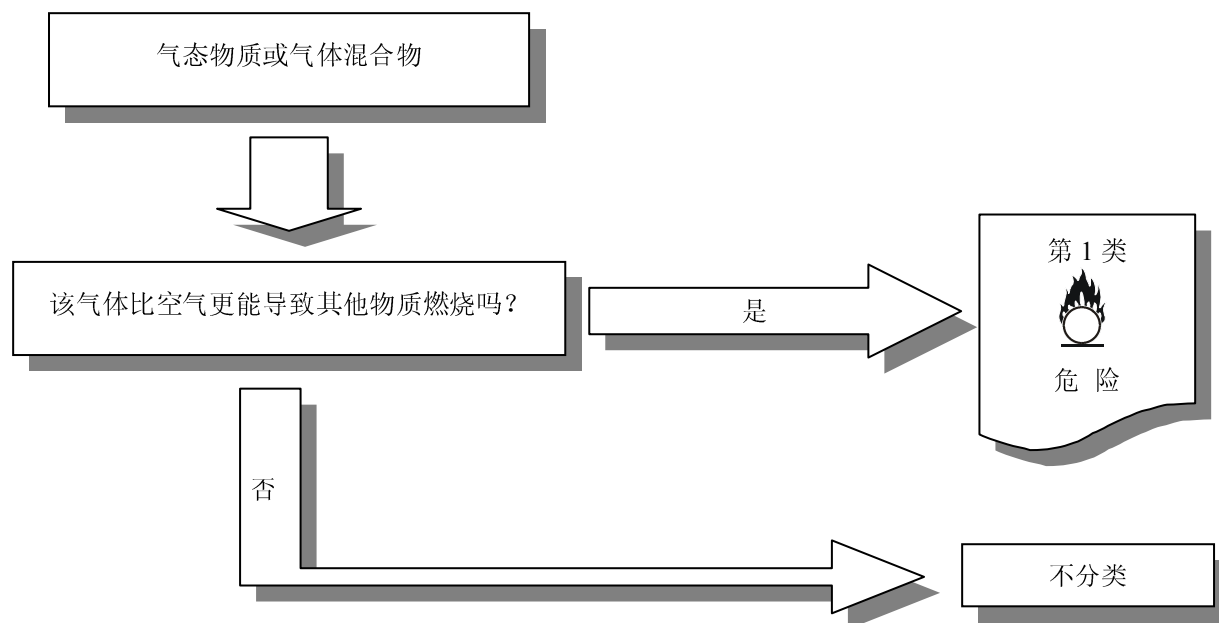 气态物质或气体混合物
该气体比空气更能导致其他物质燃烧吗？
是
第 1 类
危 险
否
不分类